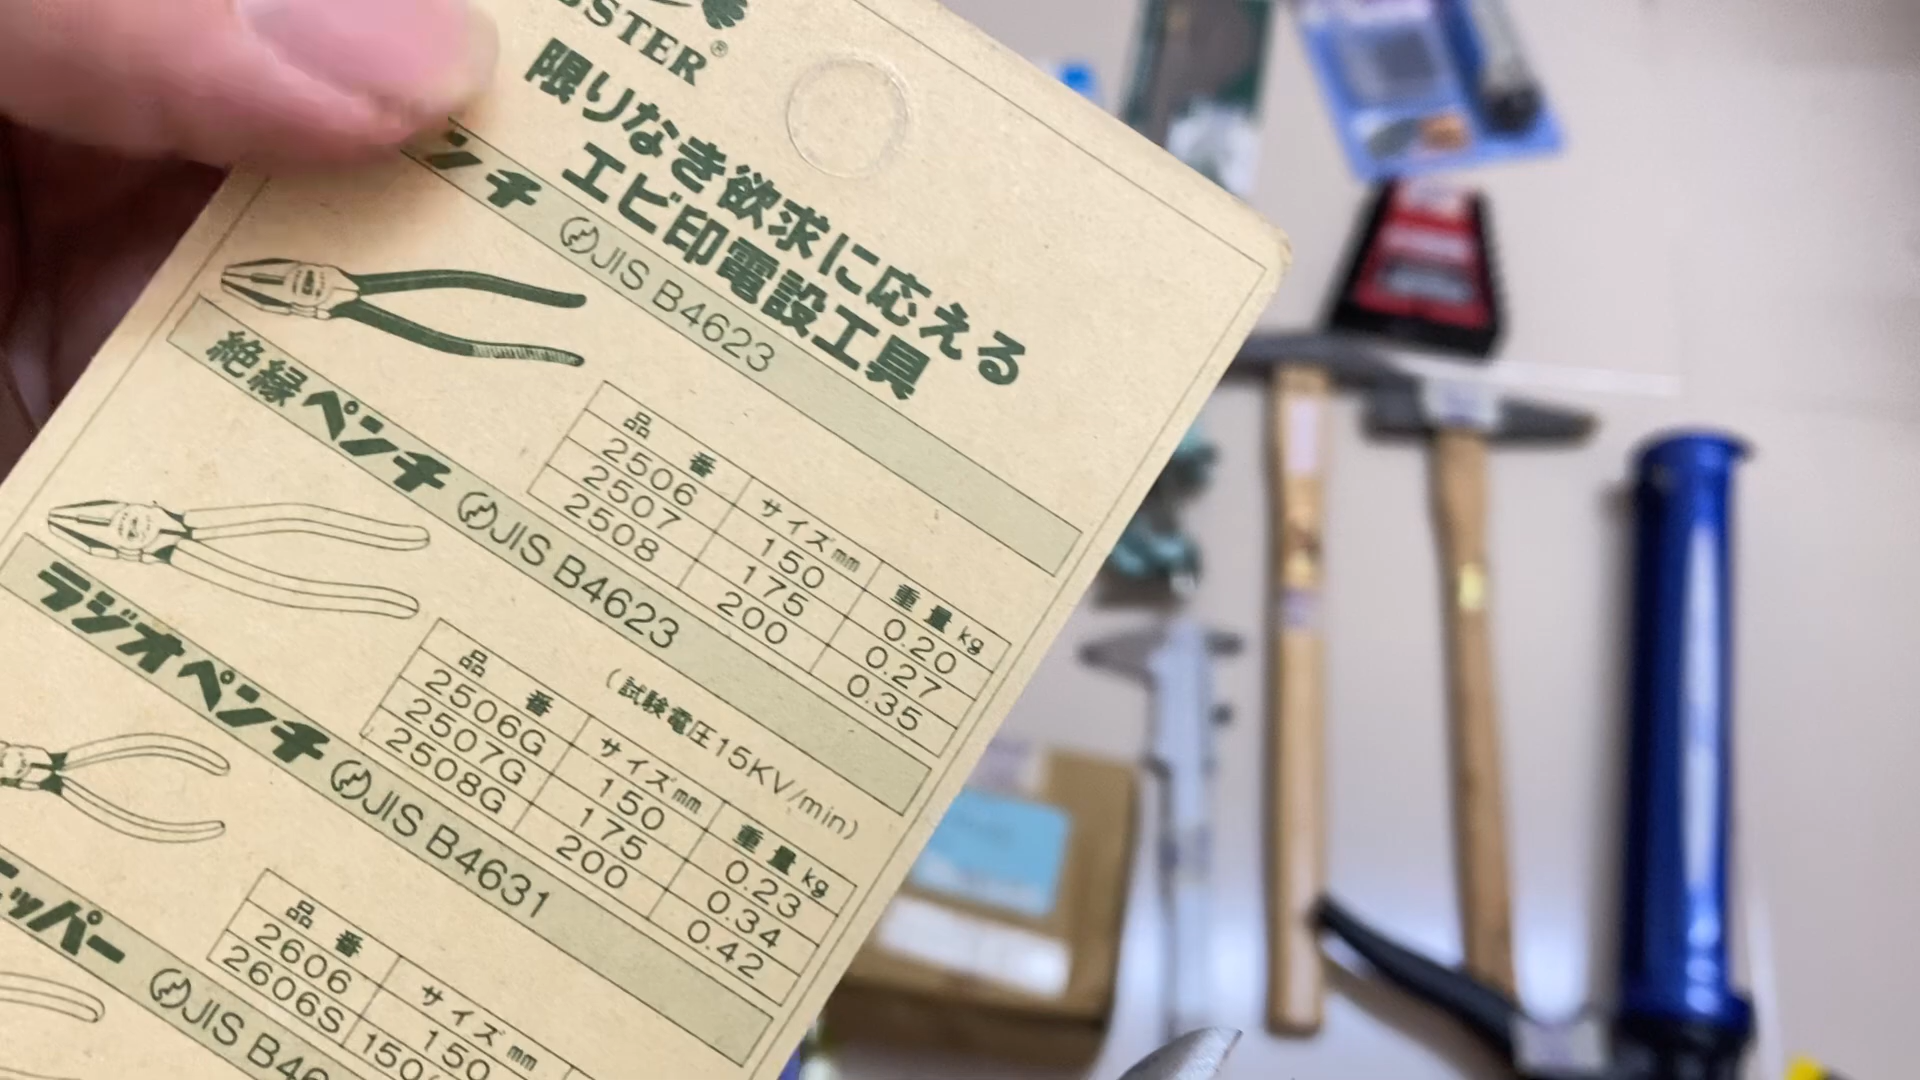 BSTER®
限りなき欲求に応える
エビ印電設工具
ンチ JIS B4623
品番 サイズmm 重量kg
2506 150 0.20
2507 175 0.27
2508 200 0.35
絶縁ペンチ JIS B4623
(試験電圧15KV/min)
品番 サイズmm 重量kg
2506G 150 0.23
2507G 175 0.34
2508G 200 0.42
ラジオペンチ JIS B4631
品番 サイズmm
2606 150
2606S 150
ニッパー JIS B46